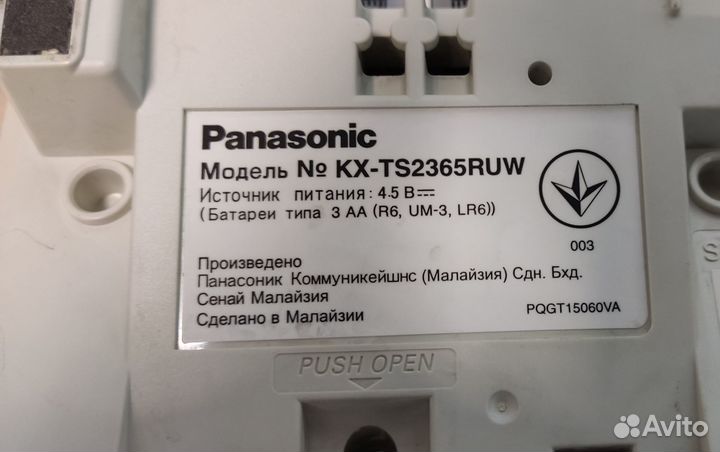 Panasonic
Модель № KX-TS2365RUW
Источник питания: 4.5 В
(Батареи типа 3 АА (R6, UM-3, LR6))
003
Произведено
Панасоник Коммуникейшнс (Малайзия) Сдн. Бхд.
Сенай Малайзия
Сделано в Малайзии
PQGT15060VA
PUSH OPEN
S
Avito